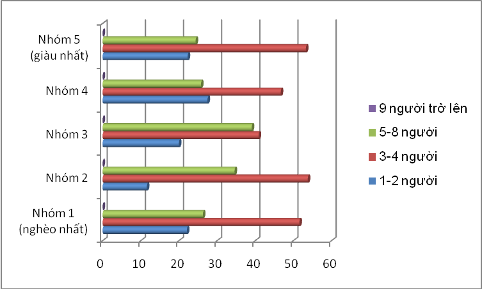 Nhóm 5
(giàu nhất)
Nhóm 4
Nhóm 3
Nhóm 2
Nhóm 1
(nghèo nhất)
0 10 20 30 40 50 60
9 người trở lên
5-8 người
3-4 người
1-2 người